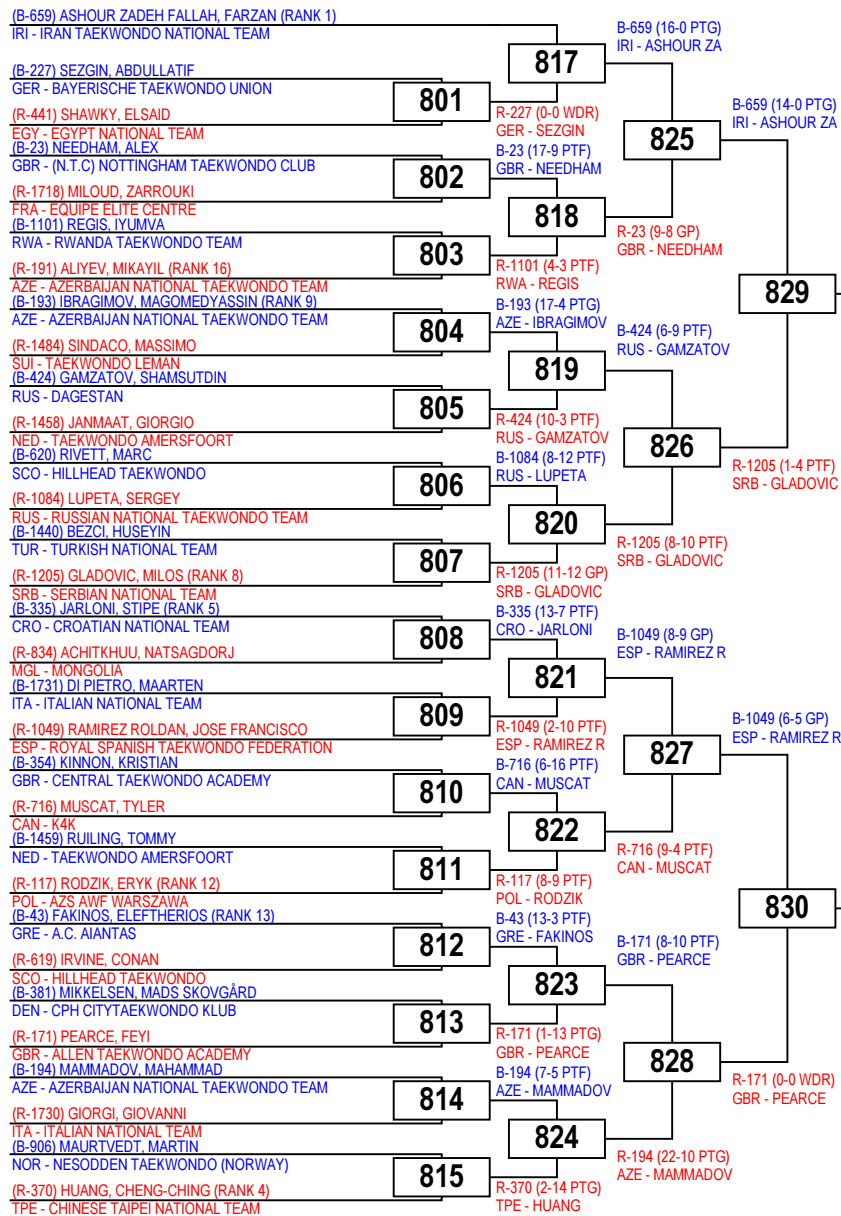 (B-659) ASHOUR ZADEH FALLAH, FARZAN (RANK 1)
IRI - IRAN TAEKWONDO NATIONAL TEAM
(B-227) SEZGIN, ABDULLATIF
GER - BAYERISCHE TAEKWONDO UNION
(R-441) SHAWKY, ELSAID
EGY - EGYPT NATIONAL TEAM
(B-23) NEEDHAM, ALEX
GBR - (N.T.C) NOTTINGHAM TAEKWONDO CLUB
(R-1718) MILOUD, ZARROUKI
FRA - EQUIPE ELITE CENTRE
(B-1101) REGIS, IYUMVA
RWA - RWANDA TAEKWONDO TEAM
(R-191) ALIYEV, MIKAYIL (RANK 16)
AZE - AZERBAIJAN NATIONAL TAEKWONDO TEAM
(B-193) IBRAGIMOV, MAGOMEDYASSIN (RANK 9)
AZE - AZERBAIJAN NATIONAL TAEKWONDO TEAM
(R-1484) SINDACO, MASSIMO
SUI - TAEKWONDO LEMAN
(B-424) GAMZATOV, SHAMSUTDIN
RUS - DAGESTAN
(R-1458) JANMAAT, GIORGIO
NED - TAEKWONDO AMERSFOORT
(B-620) RIVETT, MARC
SCO - HILLHEAD TAEKWONDO
(R-1084) LUPETA, SERGEY
RUS - RUSSIAN NATIONAL TAEKWONDO TEAM
(B-1440) BEZCI, HUSEYIN
TUR - TURKISH NATIONAL TEAM
(R-1205) GLADOVIC, MILOS (RANK 8)
SRB - SERBIAN NATIONAL TEAM
(B-335) JARLONI, STIPE (RANK 5)
CRO - CROATIAN NATIONAL TEAM
(R-834) ACHITKHUU, NATSAGDORJ
MGL - MONGOLIA
(B-1731) DI PIETRO, MAARTEN
ITA - ITALIAN NATIONAL TEAM
(R-1049) RAMIREZ ROLDAN, JOSE FRANCISCO
ESP - ROYAL SPANISH TAEKWONDO FEDERATION
(B-354) KINNON, KRISTIAN
GBR - CENTRAL TAEKWONDO ACADEMY
(R-716) MUSCAT, TYLER
CAN - K4K
(B-1459) RUILING, TOMMY
NED - TAEKWONDO AMERSFOORT
(R-117) RODZIK, ERYK (RANK 12)
POL - AZS AWF WARSZAWA
(B-43) FAKINOS, ELEFTHERIOS (RANK 13)
GRE - A.C. AIANTAS
(R-619) IRVINE, CONAN
SCO - HILLHEAD TAEKWONDO
(B-381) MIKKELSEN, MADS SKOVGÅRD
DEN - CPH CITYTAEKWONDO KLUB
(R-171) PEARCE, FEYI
GBR - ALLEN TAEKWONDO ACADEMY
(B-194) MAMMADOV, MAHAMMAD
AZE - AZERBAIJAN NATIONAL TAEKWONDO TEAM
(R-1730) GIORGI, GIOVANNI
ITA - ITALIAN NATIONAL TEAM
(B-906) MAURTVEDT, MARTIN
NOR - NESODDEN TAEKWONDO (NORWAY)
(R-370) HUANG, CHENG-CHING (RANK 4)
TPE - CHINESE TAIPEI NATIONAL TEAM
801
802
803
804
805
806
807
808
809
810
811
812
813
814
815
817
R-227 (0-0 WDR)
GER - SEZGIN
B-23 (17-9 PTF)
GBR - NEEDHAM
818
R-1101 (4-3 PTF)
RWA - REGIS
B-193 (17-4 PTG)
AZE - IBRAGIMOV
819
R-424 (10-3 PTF)
RUS - GAMZATOV
B-1084 (8-12 PTF)
RUS - LUPETA
820
R-1205 (11-12 GP)
SRB - GLADOVIC
B-335 (13-7 PTF)
CRO - JARLONI
821
R-1049 (2-10 PTF)
ESP - RAMIREZ R
B-716 (6-16 PTF)
CAN - MUSCAT
822
R-117 (8-9 PTF)
POL - RODZIK
B-43 (13-3 PTF)
GRE - FAKINOS
823
R-171 (1-13 PTG)
GBR - PEARCE
B-194 (7-5 PTF)
AZE - MAMMADOV
824
R-370 (2-14 PTG)
TPE - HUANG
B-659 (16-0 PTG)
IRI - ASHOUR ZA
825
R-23 (9-8 GP)
GBR - NEEDHAM
B-424 (6-9 PTF)
RUS - GAMZATOV
826
R-1205 (8-10 PTF)
SRB - GLADOVIC
B-1049 (8-9 GP)
ESP - RAMIREZ R
827
R-716 (9-4 PTF)
CAN - MUSCAT
B-171 (8-10 PTF)
GBR - PEARCE
828
R-194 (22-10 PTG)
AZE - MAMMADOV
B-659 (14-0 PTG)
IRI - ASHOUR ZA
829
R-1205 (1-4 PTF)
SRB - GLADOVIC
B-1049 (6-5 GP)
ESP - RAMIREZ R
830
R-171 (0-0 WDR)
GBR - PEARCE